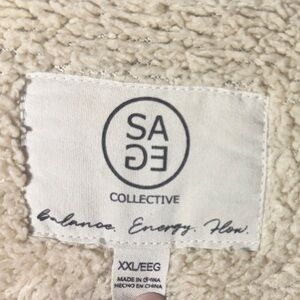 SA
GE
COLLECTIVE
Balance. Energy. Flow.
XXL/EEG
MADE IN CHINA
HECHO EN CHINA